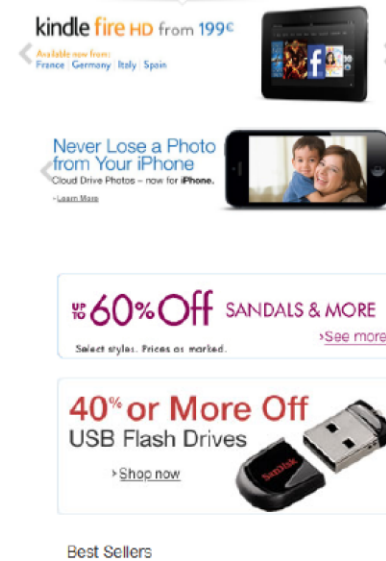 kindle fire HD from 199€
Available now from:
France Germany Italy Spain
Never Lose a Photo
from Your iPhone
Cloud Drive Photos – now for iPhone.
Learn More
UP TO 60% Off SANDALS & MORE
›See more
Select styles. Prices as marked.
40% or More Off
USB Flash Drives
›Shop now
SanDisk
Best Sellers